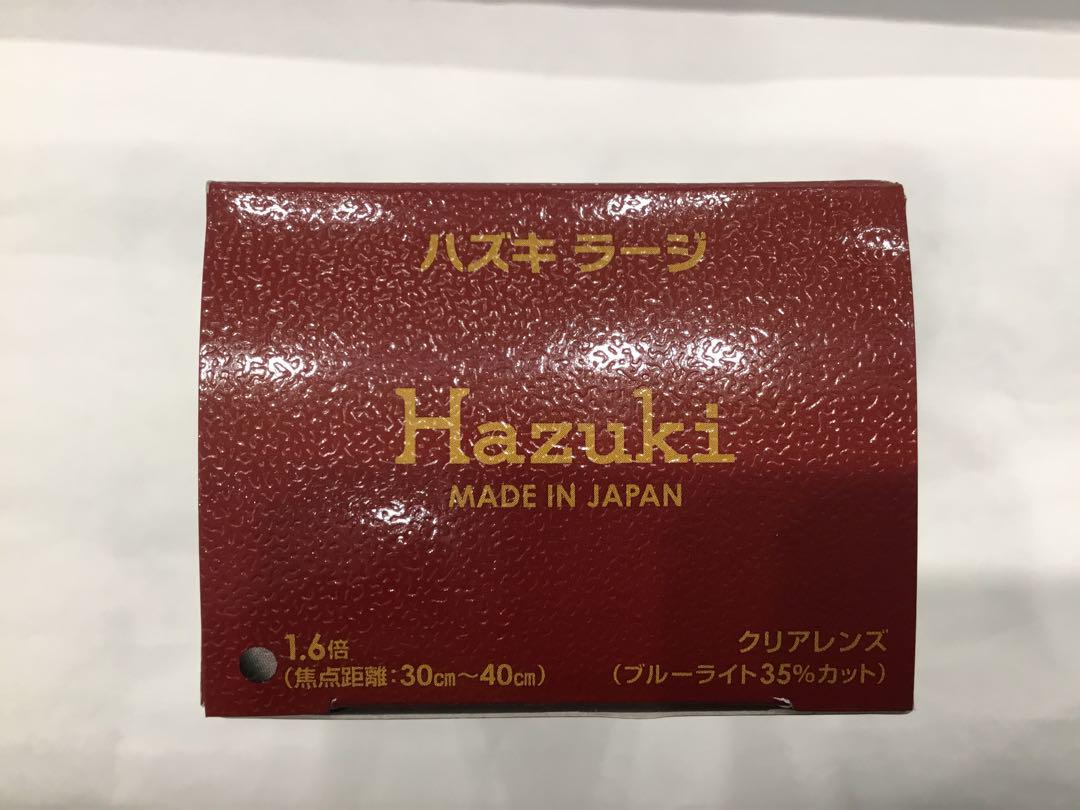 ハズキ ラージ
Hazuki
MADE IN JAPAN
1.6倍
(焦点距離:30㎝～40㎝)
クリアレンズ
(ブルーライト35%カット)